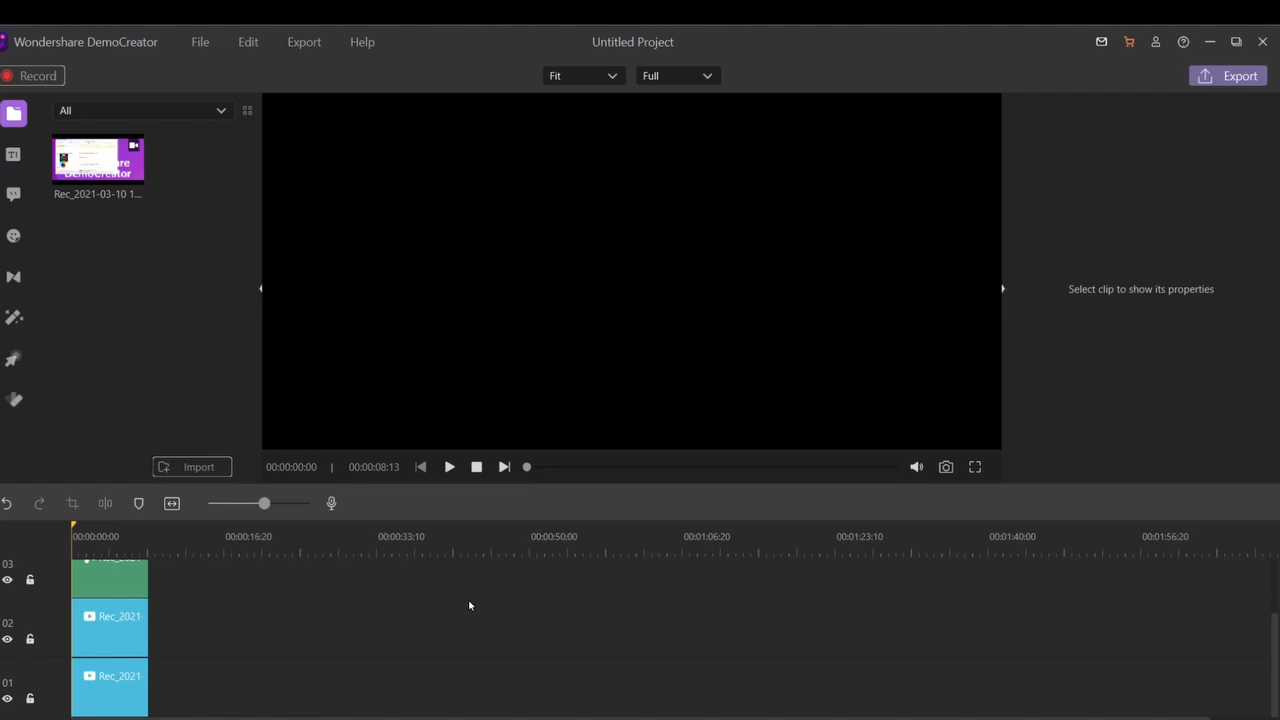 Wondershare DemoCreator File Edit Export Help Untitled Project
Record Fit Full Export
All
Rec_2021-03-10 1...
Select clip to show its properties
Import 00:00:00:00 | 00:00:08:13
00:00:00:00 00:00:16:20 00:00:33:10 00:00:50:00 00:01:06:20 00:01:23:10 00:01:40:00 00:01:56:20
03
02 Rec_2021-
01 Rec_2021-